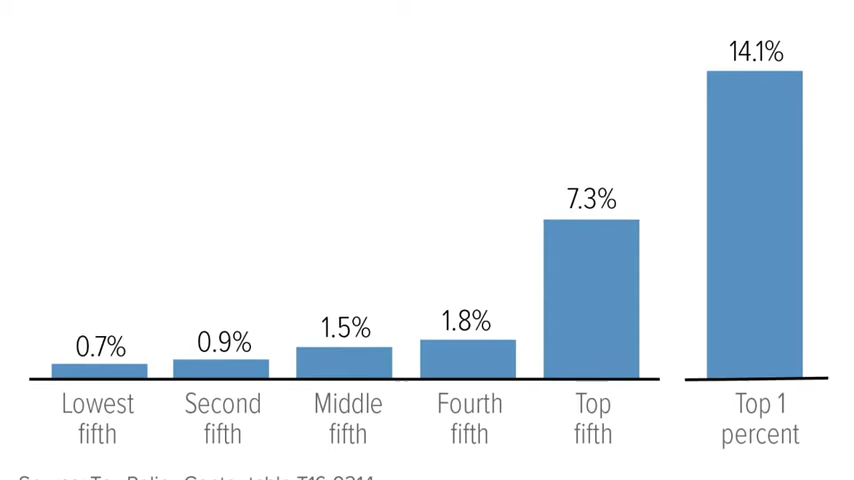 14.1%
7.3%
1.8%
1.5%
0.9%
0.7%
Lowest fifth
Second fifth
Middle fifth
Fourth fifth
Top fifth
Top 1 percent